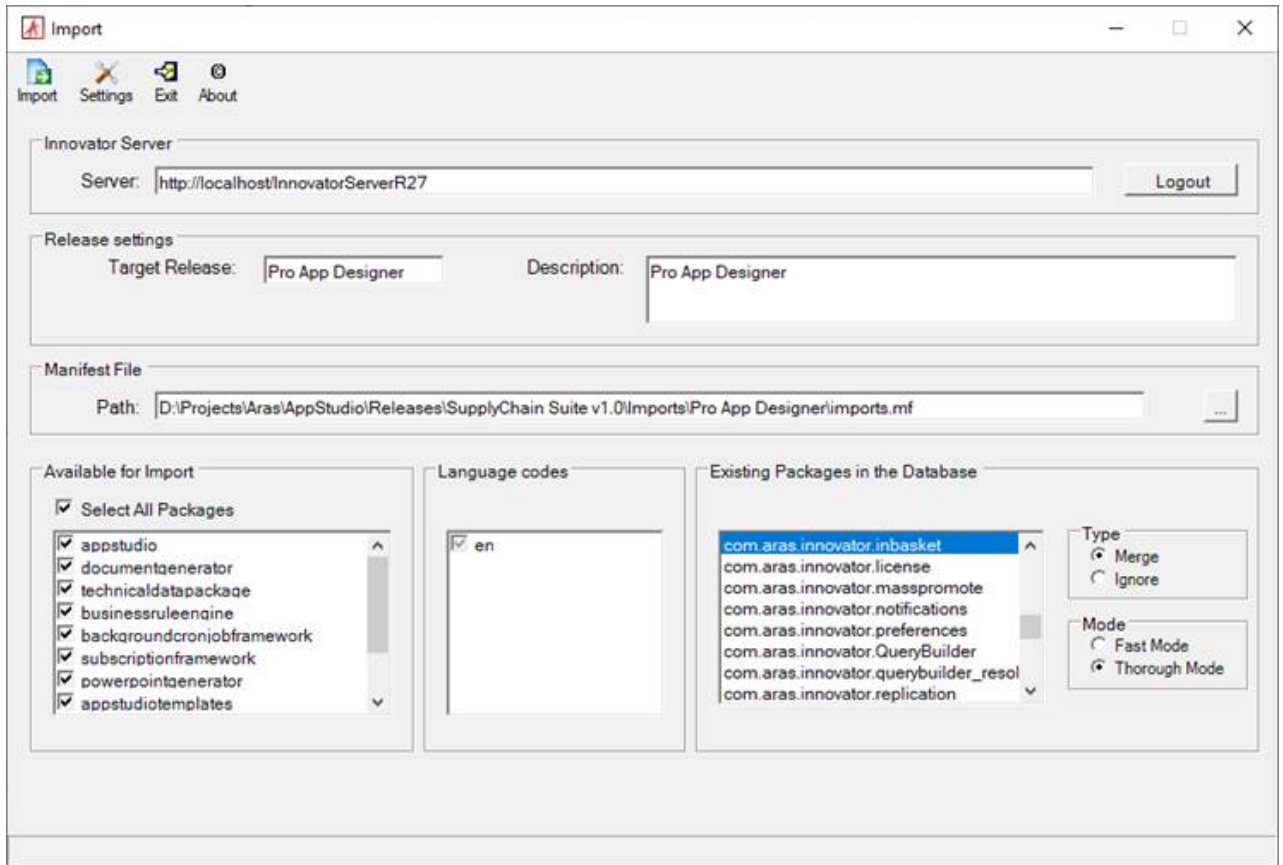 Import
Import Settings Exit About
Innovator Server
Server: http://localhost/InnovatorServerR27 Logout
Release settings
Target Release: Pro App Designer Description: Pro App Designer
Manifest File
Path: D:\Projects\Aras\AppStudio\Releases\SupplyChain Suite v1.0\Imports\Pro App Designer\imports.mf ...
Available for Import
Select All Packages
appstudio
documentgenerator
technicaldatapackage
businessruleengine
backgroundcronjobframework
subscriptionframework
powerpointgenerator
appstudiotemplates
Language codes
en
Existing Packages in the Database
com.aras.innovator.inbasket
com.aras.innovator.license
com.aras.innovator.masspromote
com.aras.innovator.notifications
com.aras.innovator.preferences
com.aras.innovator.QueryBuilder
com.aras.innovator.querybuilder_resol
com.aras.innovator.replication
Type
Merge
Ignore
Mode
Fast Mode
Thorough Mode